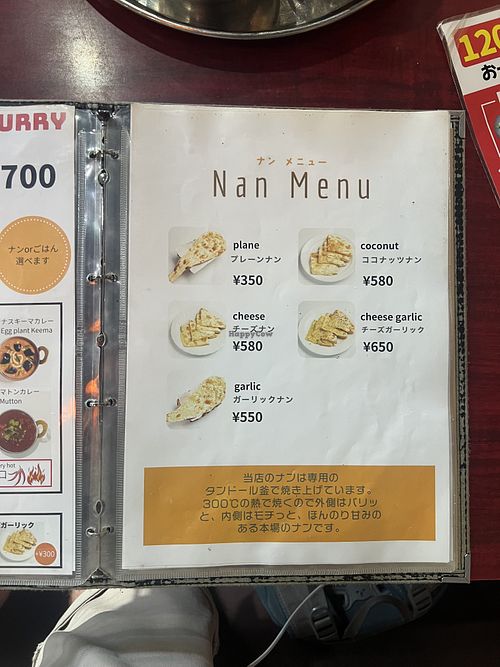 120
URRY
700
ナンorごはん
選べます
ナスキーマカレー
Egg plant Keema
マトンカレー
Mutton
ery hot
ガーリック
+¥300
ナン メニュー
Nan Menu
plane
プレーンナン
¥350
coconut
ココナッツナン
¥580
cheese
チーズナン
HappyCow
¥580
cheese garlic
チーズガーリック
¥650
garlic
ガーリックナン
¥550
当店のナンは専用の
タンドール釜で焼き上げています。
300℃の熱で焼くので外側はパリッ
と、内側はモチっと、ほんのり甘みの
ある本場のナンです。